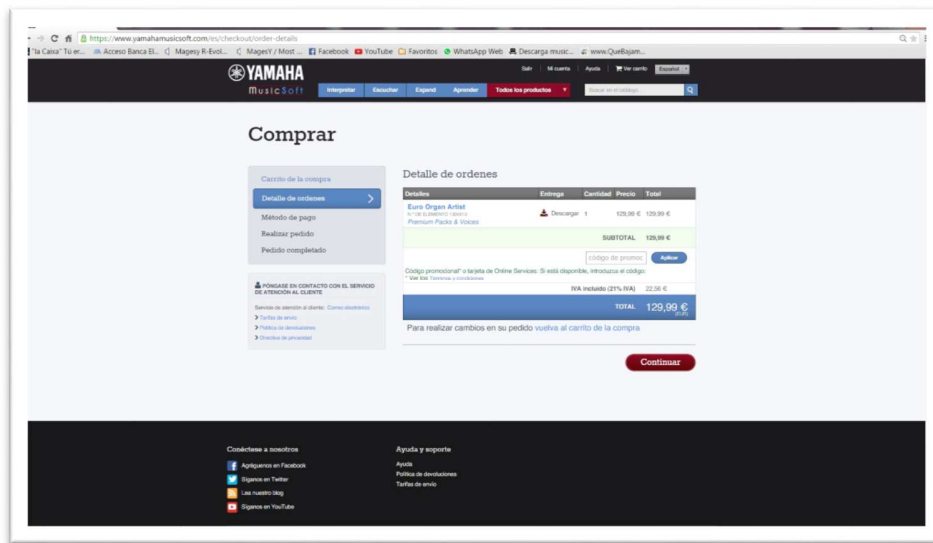 https://www.yamahamusicsoft.com/es/checkout/order-details
"la Caixa" Tú er... Acceso Banca El... Magesy R-Evol... MagesY / Most ... Facebook YouTube Favoritos WhatsApp Web Descarga music... www.QueBajam...
YAMAHA
MusicSoft
Salir Mi cuenta Ayuda Ver carrito Español
Interpretar Escuchar Expand Aprender Todos los productos Buscar en el catálogo
Comprar
Carrito de la compra
Detalle de ordenes
Método de pago
Realizar pedido
Pedido completado
PÓNGASE EN CONTACTO CON EL SERVICIO
DE ATENCIÓN AL CLIENTE
Servicio de atención al cliente: Correo electrónico
Tarifas de envío
Política de devoluciones
Directiva de privacidad
Detalle de ordenes
Detalles Entrega Cantidad Precio Total
Euro Organ Artist
Descargar 1 129,99 € 129,99 €
Premium Packs & Voices
SUBTOTAL 129,99 €
código de promos Aplicar
Código promocional* o tarjeta de Online Services: Si está disponible, introduzca el código:
* Ver los Términos y condiciones
IVA incluido (21% IVA) 22,56 €
TOTAL 129,99 €
(EUR)
Para realizar cambios en su pedido vuelva al carrito de la compra
Continuar
Conéctese a nosotros
Agréguenos en Facebook
Síganos en Twitter
Lea nuestro blog
Síganos en YouTube
Ayuda y soporte
Ayuda
Política de devoluciones
Tarifas de envío